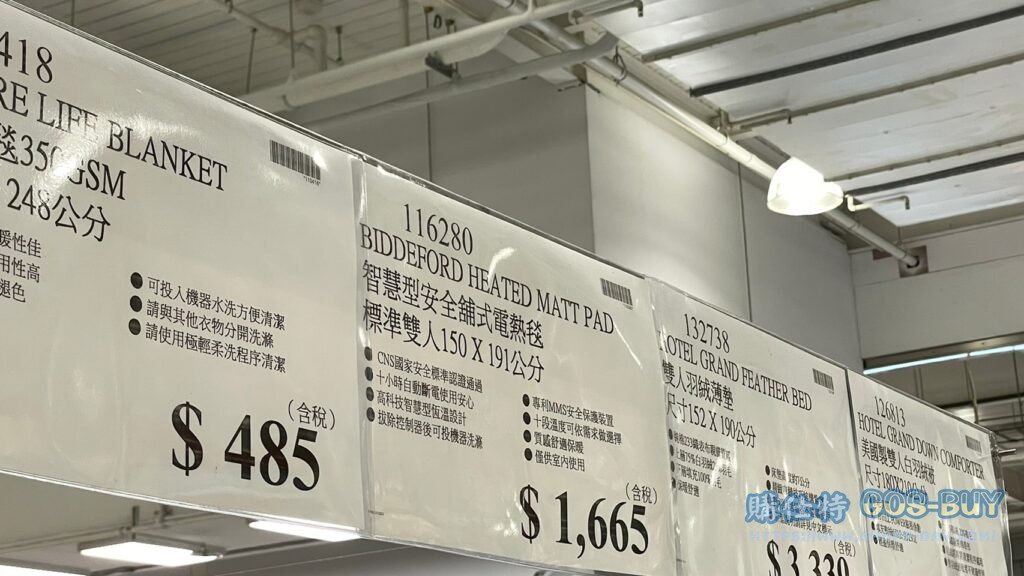 418
RE LIFE BLANKET
毯350GSM
248公分
暖性佳
用性高
褪色
可投入機器水洗方便清潔
請與其他衣物分開洗滌
請使用極輕柔洗程序清潔
(含稅)
$ 485
116280
BIDDEFORD HEATED MATT PAD
智慧型安全舖式電熱毯
標準雙人150 X 191公分
CNS國家安全標準認證通過
十小時自動斷電使用安心
高科技智慧型恆溫設計
拔除控制器後可投機器洗滌
專利MMS安全保護裝置
十段溫度可依需求做選擇
質感舒適保暖
僅供室內使用
(含稅)
$ 1,665
132738
OTEL GRAND FEATHER BED
雙人羽絨薄墊
尺寸152 X 190公分
(含稅)
$ 3,339
126813
HOTEL GRAND DOWN COMFORTER
美國製雙人白羽絨被
購任特 COS-BUY